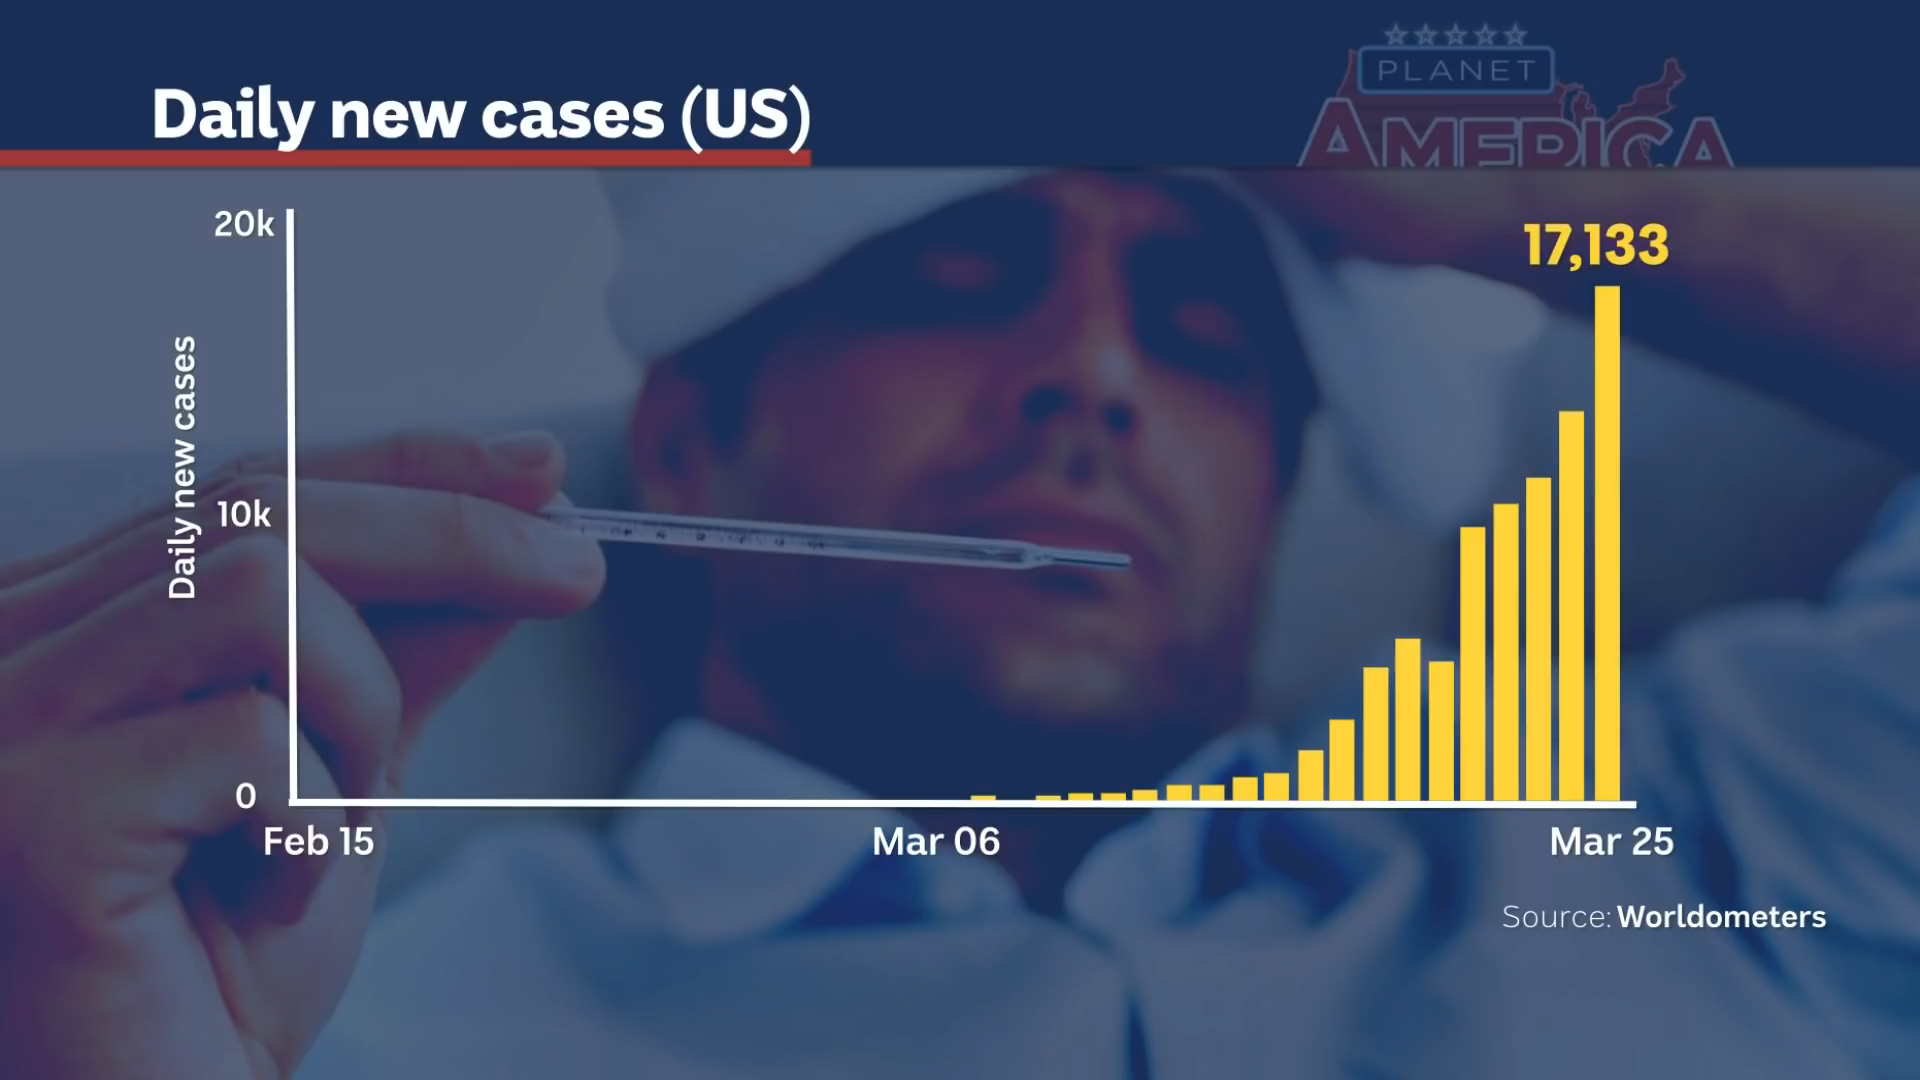 PLANET
AMERICA
Daily new cases (US)
20k
17,133
Daily new cases
10k
0
Feb 15
Mar 06
Mar 25
Source: Worldometers